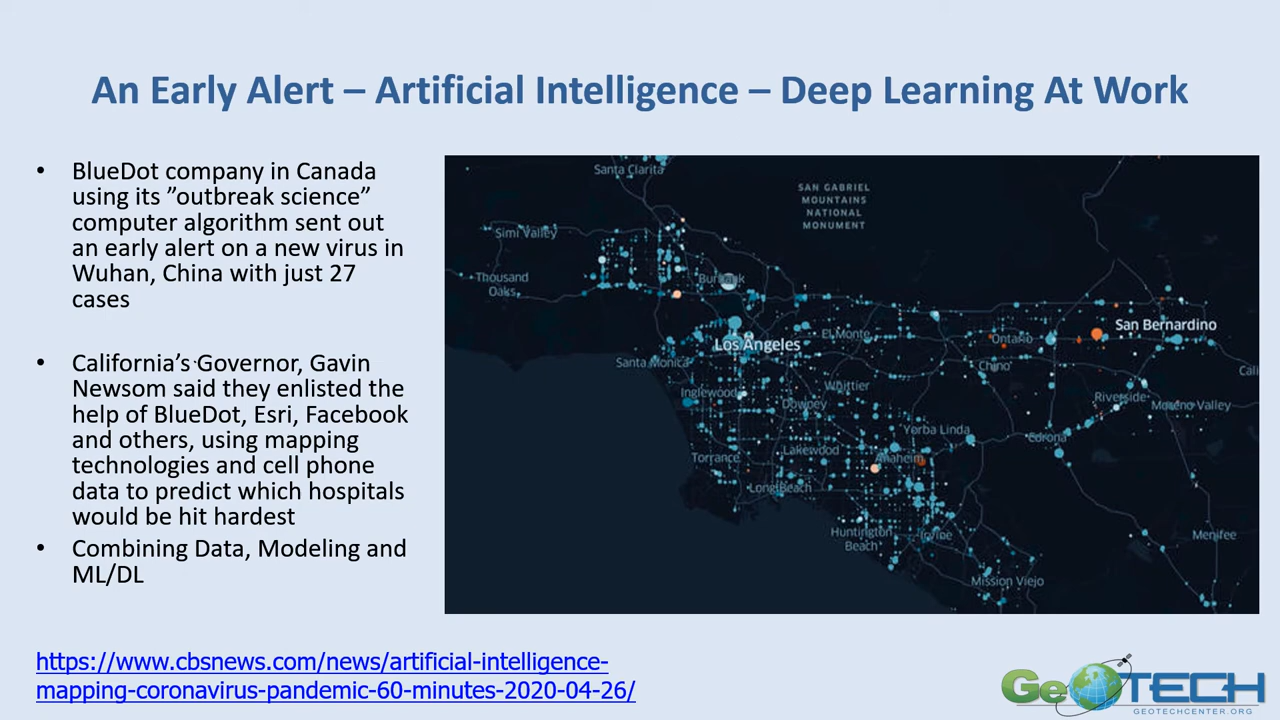 An Early Alert – Artificial Intelligence – Deep Learning At Work
• BlueDot company in Canada
using its ”outbreak science”
computer algorithm sent out
an early alert on a new virus in
Wuhan, China with just 27
cases
• California’s Governor, Gavin
Newsom said they enlisted the
help of BlueDot, Esri, Facebook
and others, using mapping
technologies and cell phone
data to predict which hospitals
would be hit hardest
• Combining Data, Modeling and
ML/DL
https://www.cbsnews.com/news/artificial-intelligence-
mapping-coronavirus-pandemic-60-minutes-2020-04-26/
Santa Clarita
SAN GABRIEL
MOUNTAINS
NATIONAL
MONUMENT
Simi Valley
Thousand
Oaks
Burbank
San Bernardino
Los Angeles
El Monte
Ontario
Santa Monica
Chino
Cali
Inglewood
Whittier
Downey
Riverside
Moreno Valley
Yorba Linda
Corona
Torrance
Lakewood
Anaheim
Long Beach
Huntington
Beach
Irvine
Menifee
Mission Viejo
GeoTECH
GEOTECHCENTER.ORG